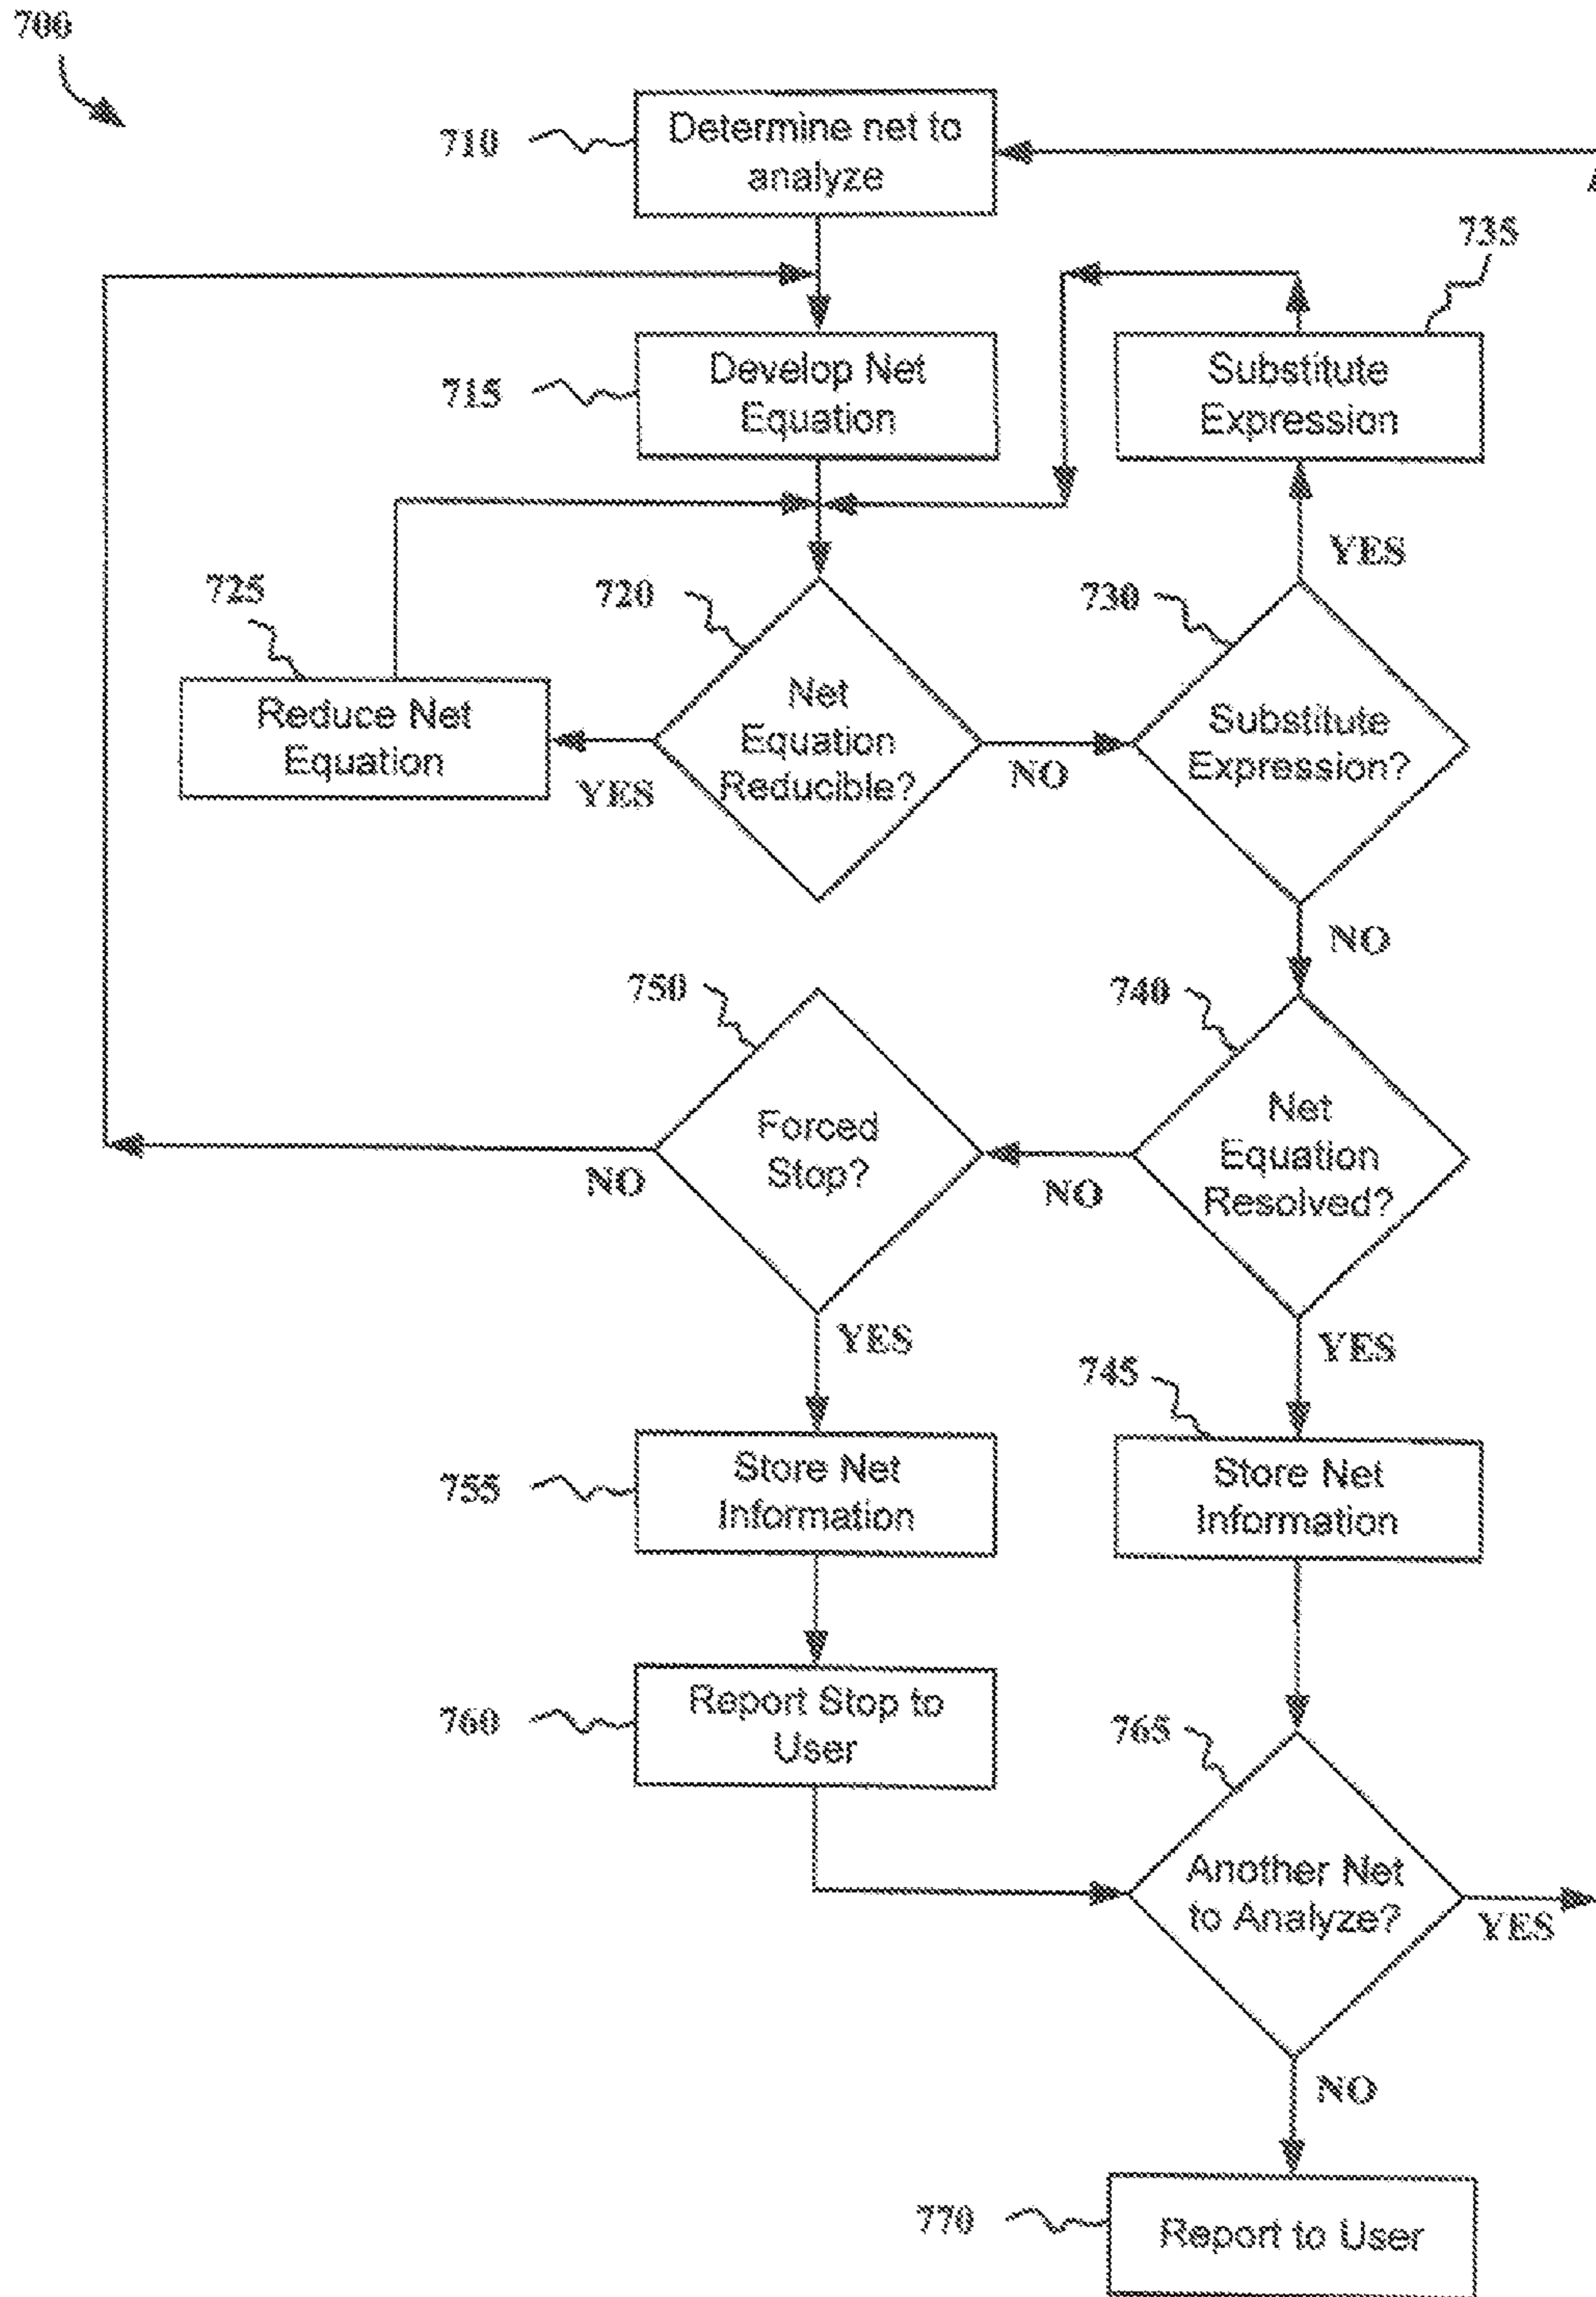 700
710
Determine net to
analyze
735
715
Develop Net
Equation
Substitute
Expression
YES
725
720
730
Reduce Net
Equation
YES
Net
Equation
Reducible?
NO
Substitute
Expression?
NO
750
740
Forced
Stop?
NO
NO
Net
Equation
Resolved?
YES
YES
745
755
Store Net
Information
Store Net
Information
760
Report Stop to
User
765
Another Net
to Analyze?
YES
NO
770
Report to User